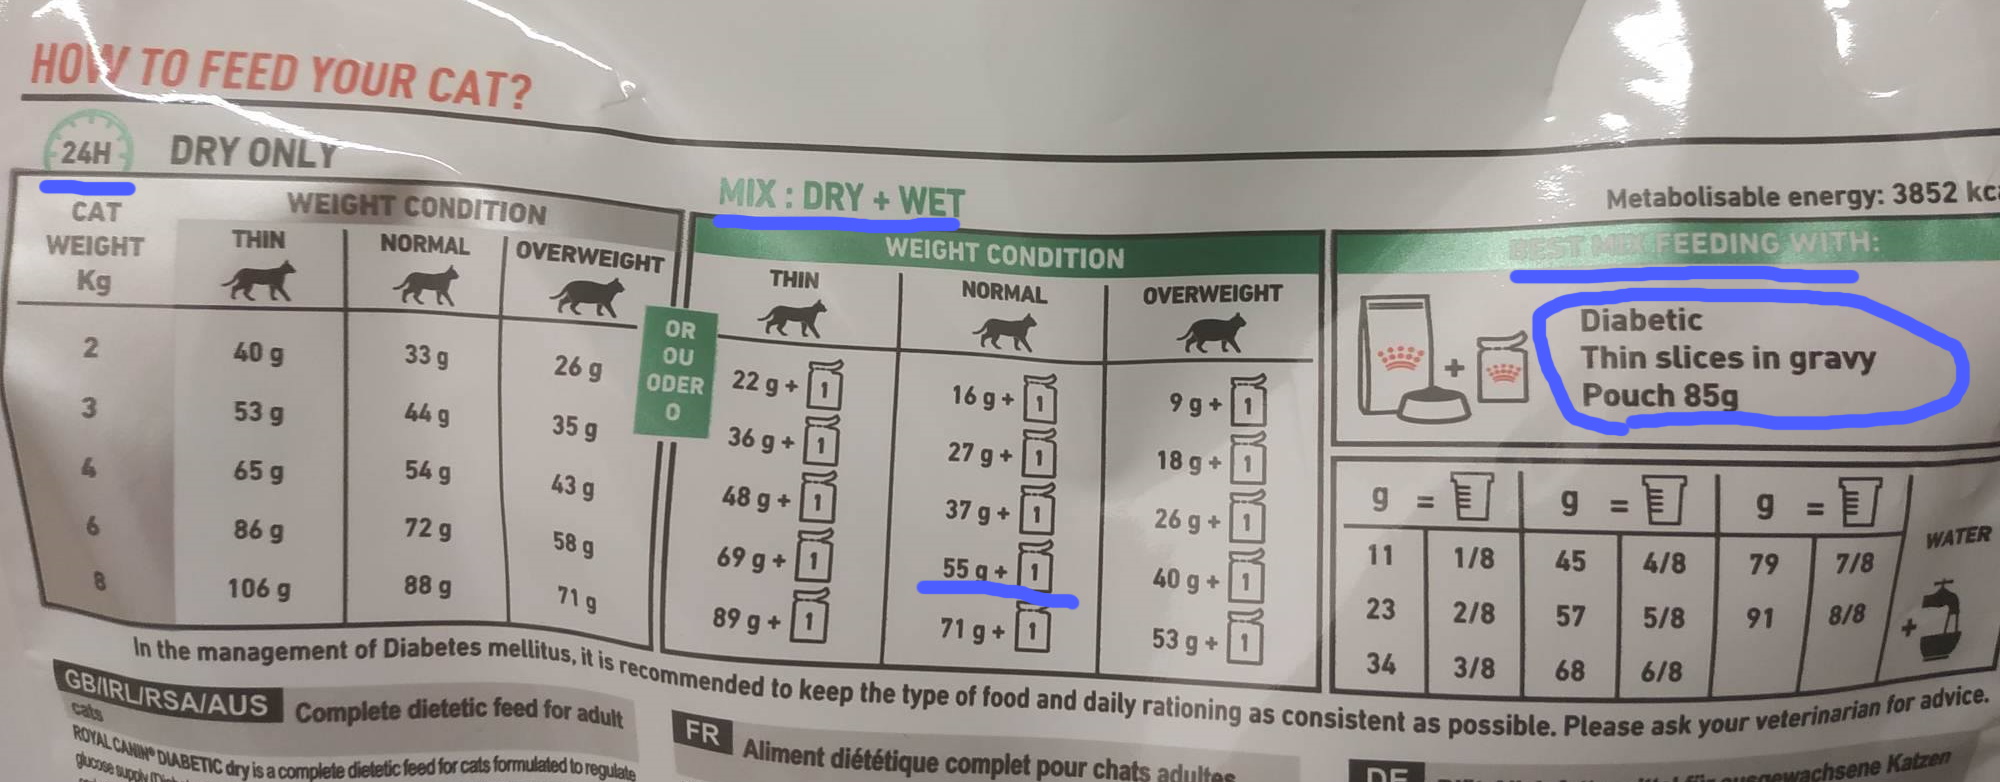 HOW TO FEED YOUR CAT?
24H DRY ONLY
CAT WEIGHT Kg
WEIGHT CONDITION
THIN NORMAL OVERWEIGHT
2 40 g 33 g 26 g
3 53 g 44 g 35 g
4 65 g 54 g 43 g
6 86 g 72 g 58 g
8 106 g 88 g 71 g
OR
OU
ODER
O
MIX : DRY + WET
WEIGHT CONDITION
THIN NORMAL OVERWEIGHT
22 g + 1 16 g + 1 9 g + 1
36 g + 1 27 g + 1 18 g + 1
48 g + 1 37 g + 1 26 g + 1
69 g + 1 55 g + 1 40 g + 1
89 g + 1 71 g + 1 53 g + 1
Metabolisable energy: 3852
BEST MIX FEEDING WITH:
+
Diabetic
Thin slices in gravy
Pouch 85g
g = g = g =
11 1/8 45 4/8 79 7/8
23 2/8 57 5/8 91 8/8
34 3/8 68 6/8
WATER
+
In the management of Diabetes mellitus, it is recommended to keep the type of food and daily rationing as consistent as possible. Please ask your veterinarian for advice.
GB/IRL/RSA/AUS Complete dietetic feed for adult
cats
ROYAL CANIN® DIABETIC dry is a complete dietetic feed for cats formulated to regulate
glucose supply
FR Aliment diététique complet pour chats adultes
DE Katzen